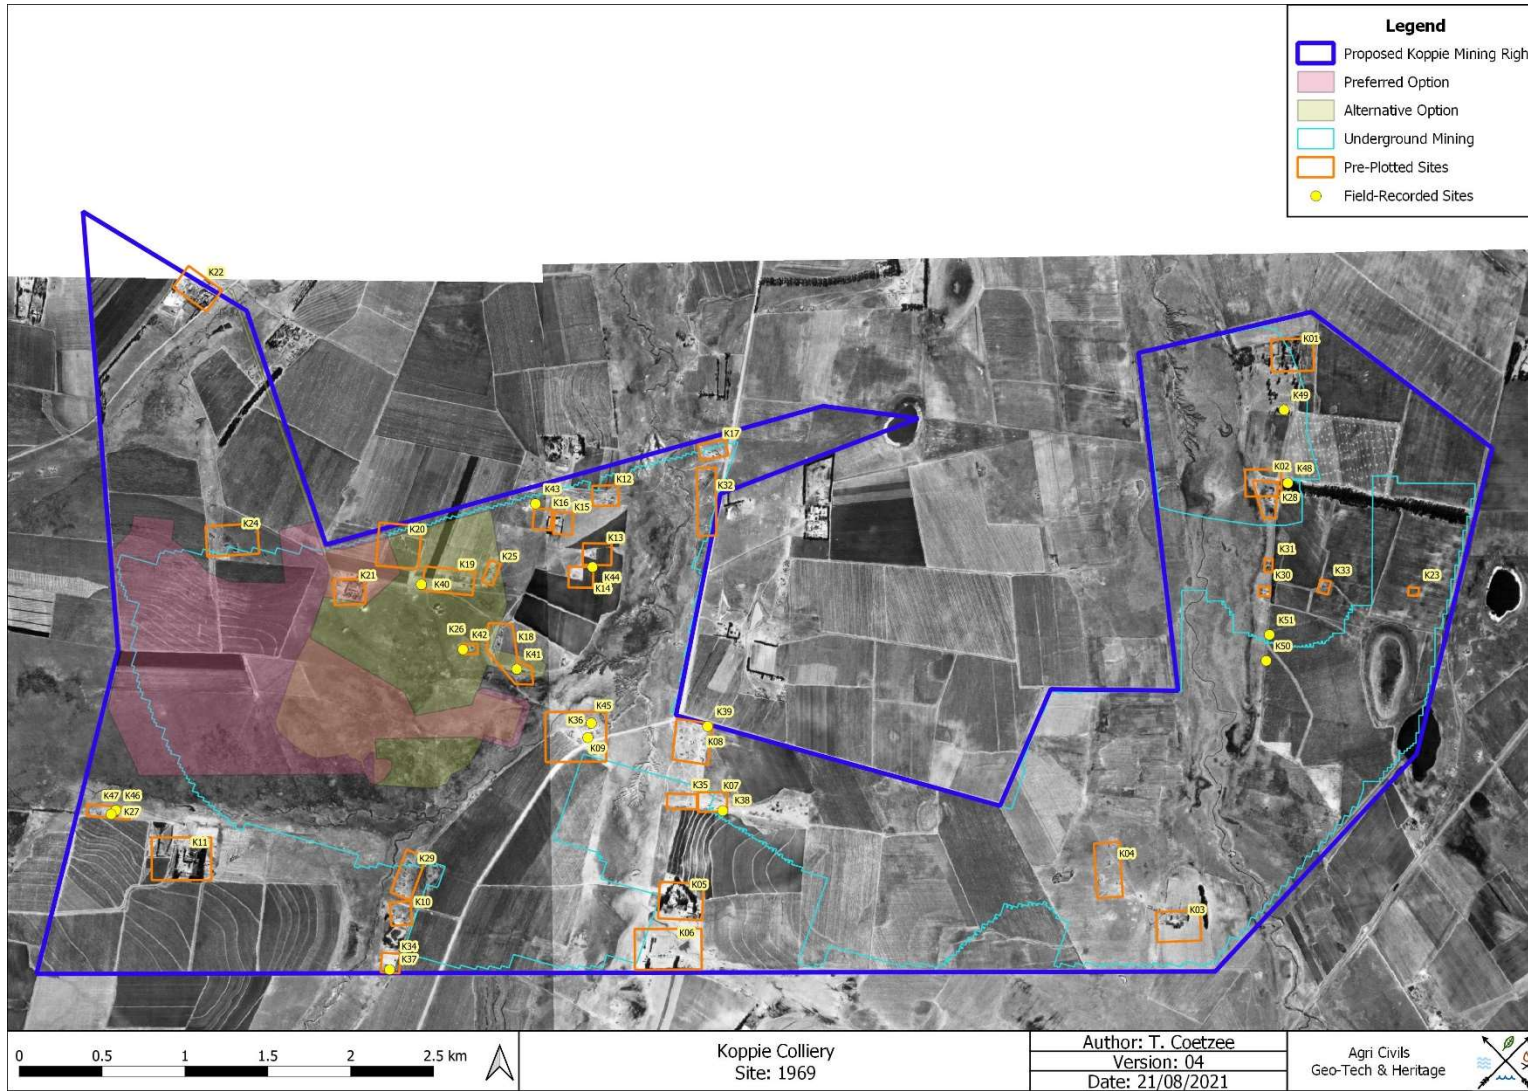 Legend
Proposed Koppie Mining Righ
Preferred Option
Alternative Option
Underground Mining
Pre-Plotted Sites
Field-Recorded Sites
K22
K01
K49
K17
K02
K48
K28
K32
K12
K43
K16
K15
K24
K20
K13
K25
K19
K21
K40
K44
K14
K31
K30
K33
K23
K26
K42
K18
K41
K51
K50
K45
K36
K09
K39
K08
K35
K07
K38
K47
K46
K27
K11
K29
K10
K34
K37
K05
K06
K04
K03
0 0.5 1 1.5 2 2.5 km
Koppie Colliery
Site: 1969
Author: T. Coetzee
Version: 04
Date: 21/08/2021
Agri Civils
Geo-Tech & Heritage